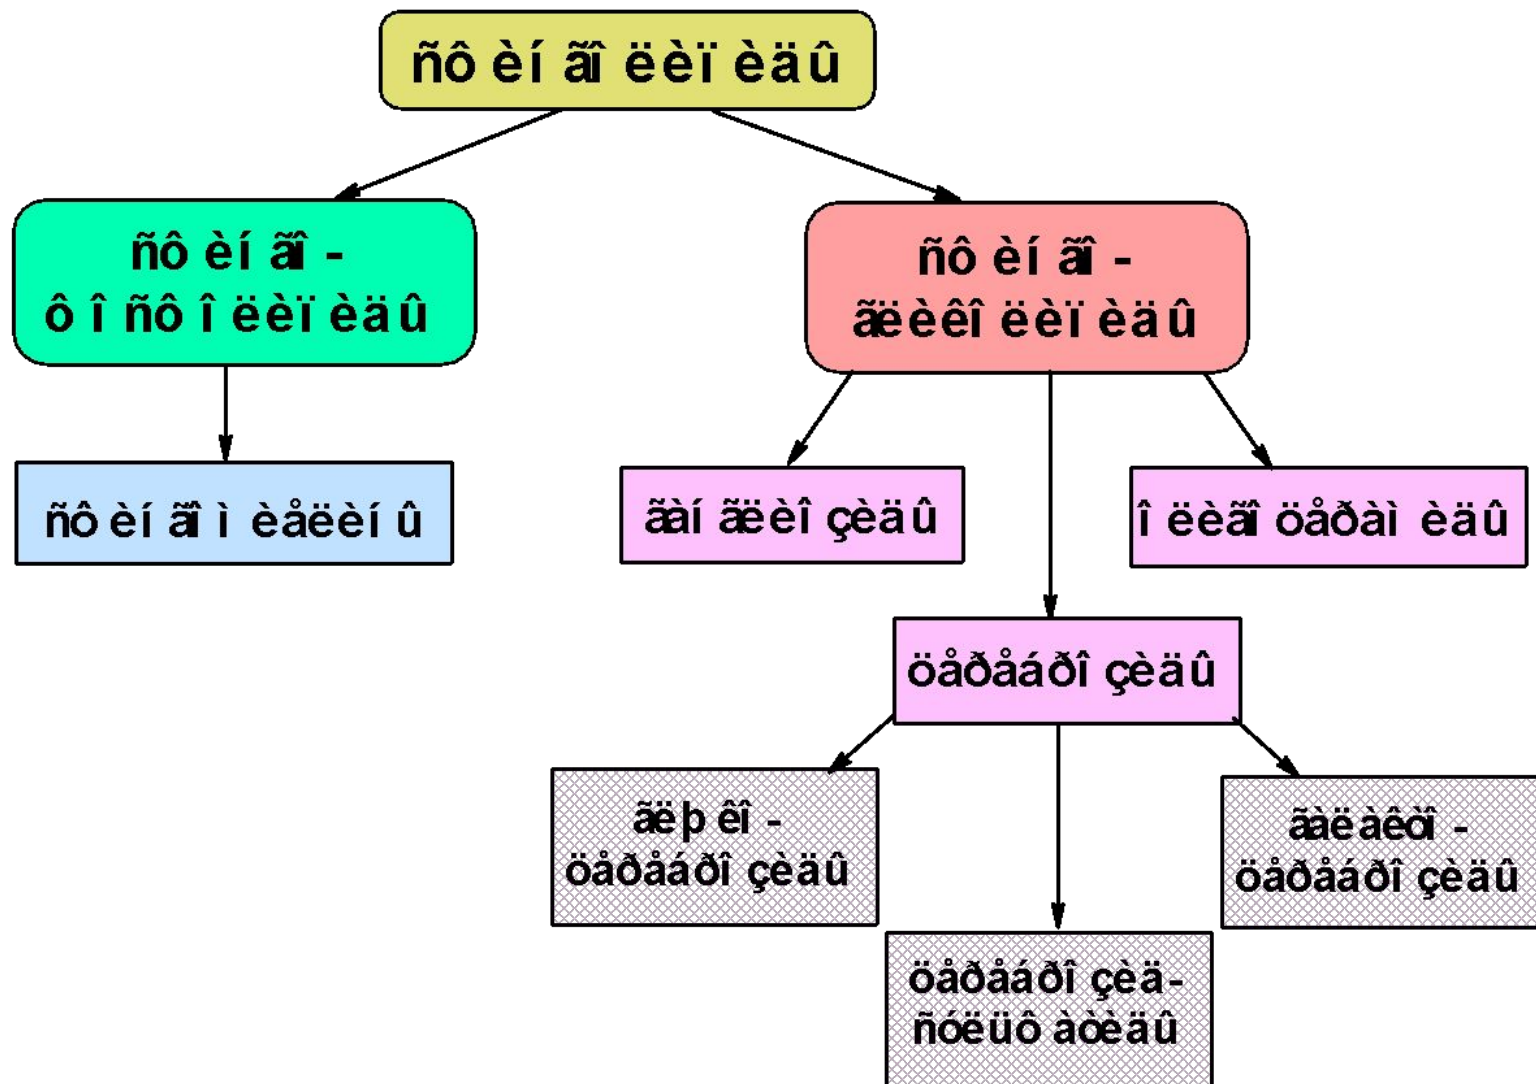 ñô èí ãî ëèï èäû
ñô èí ãî -
ô î ñô î ëèï èäû
ñô èí ãî -
ãëèêî ëèï èäû
ñô èí ãî ì èåëèí û
ãàí ãëèî çèäû
î ëèãî öåðàì èäû
öåðåáðî çèäû
ãëþ êî -
öåðåáðî çèäû
ãàëàêòî -
öåðåáðî çèäû
öåðåáðî çèä-
ñóëüô àòèäû